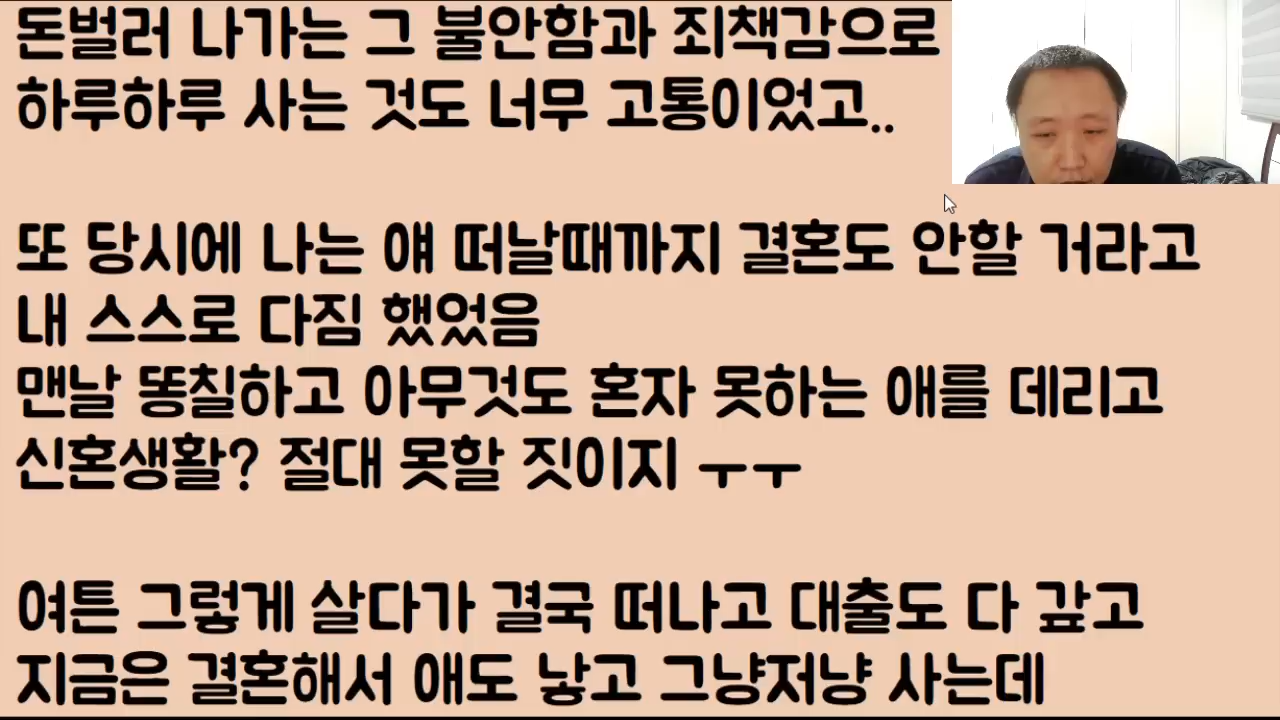 돈벌러 나가는 그 불안함과 죄책감으로
하루하루 사는 것도 너무 고통이었고..
또 당시에 나는 얘 떠날때까지 결혼도 안할 거라고
내 스스로 다짐 했었음
맨날 똥칠하고 아무것도 혼자 못하는 애를 데리고
신혼생활? 절대 못할 짓이지 ㅜㅜ
여튼 그렇게 살다가 결국 떠나고 대출도 다 갚고
지금은 결혼해서 애도 낳고 그냥저냥 사는데